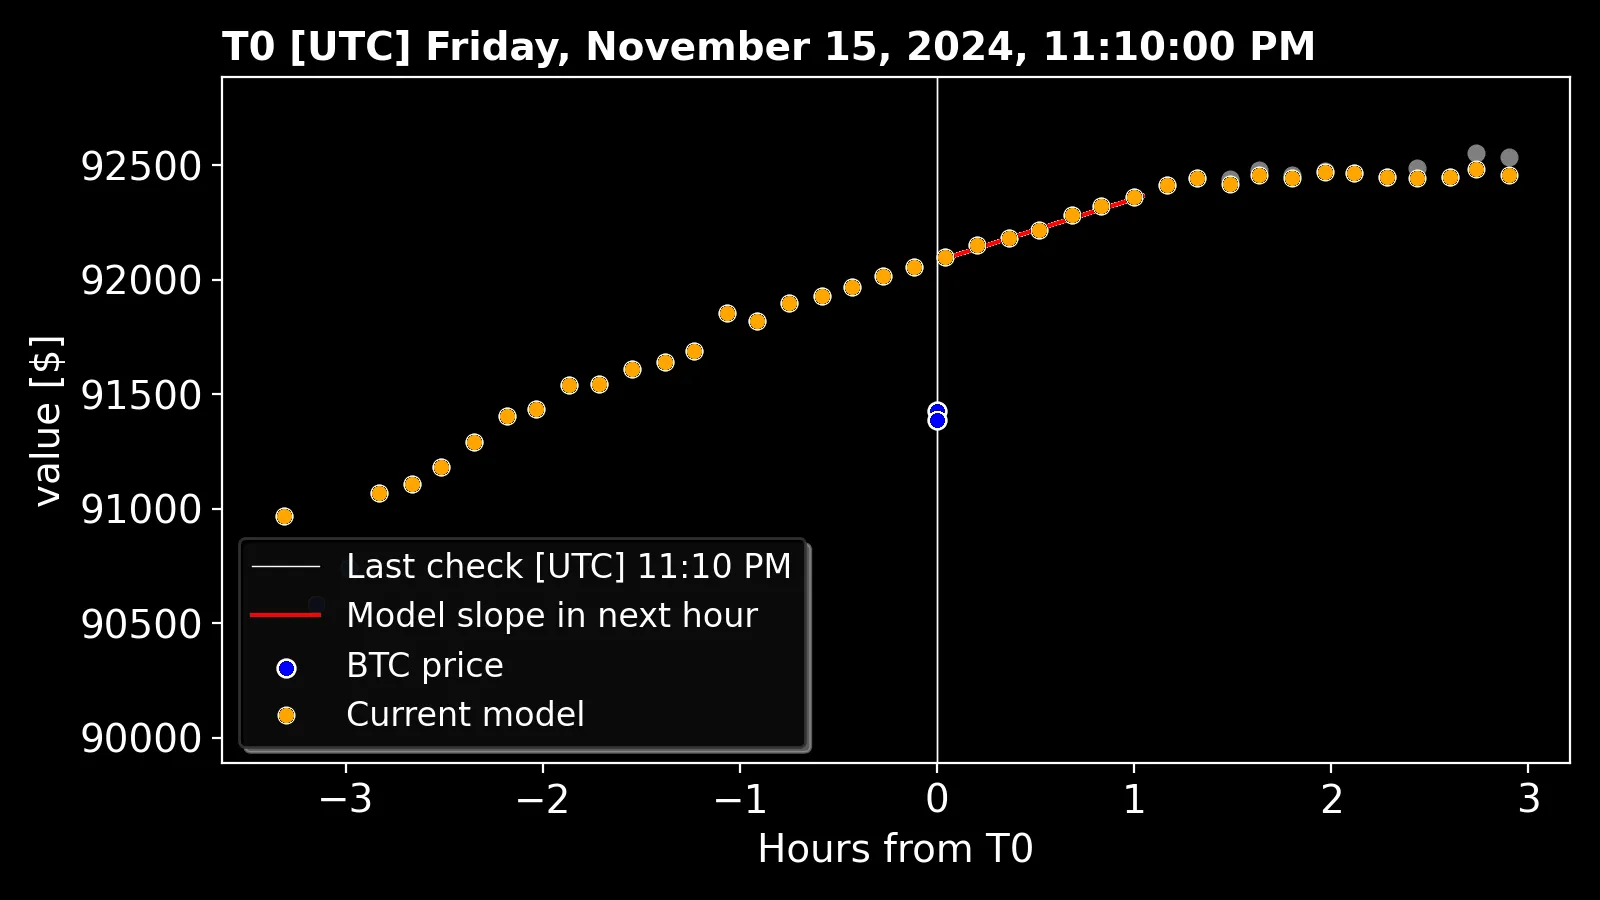 T0 [UTC] Friday, November 15, 2024, 11:10:00 PM
value [$]
92500
92000
91500
91000
90500
90000
Last check [UTC] 11:10 PM
Model slope in next hour
BTC price
Current model
−3
−2
−1
0
1
2
3
Hours from T0